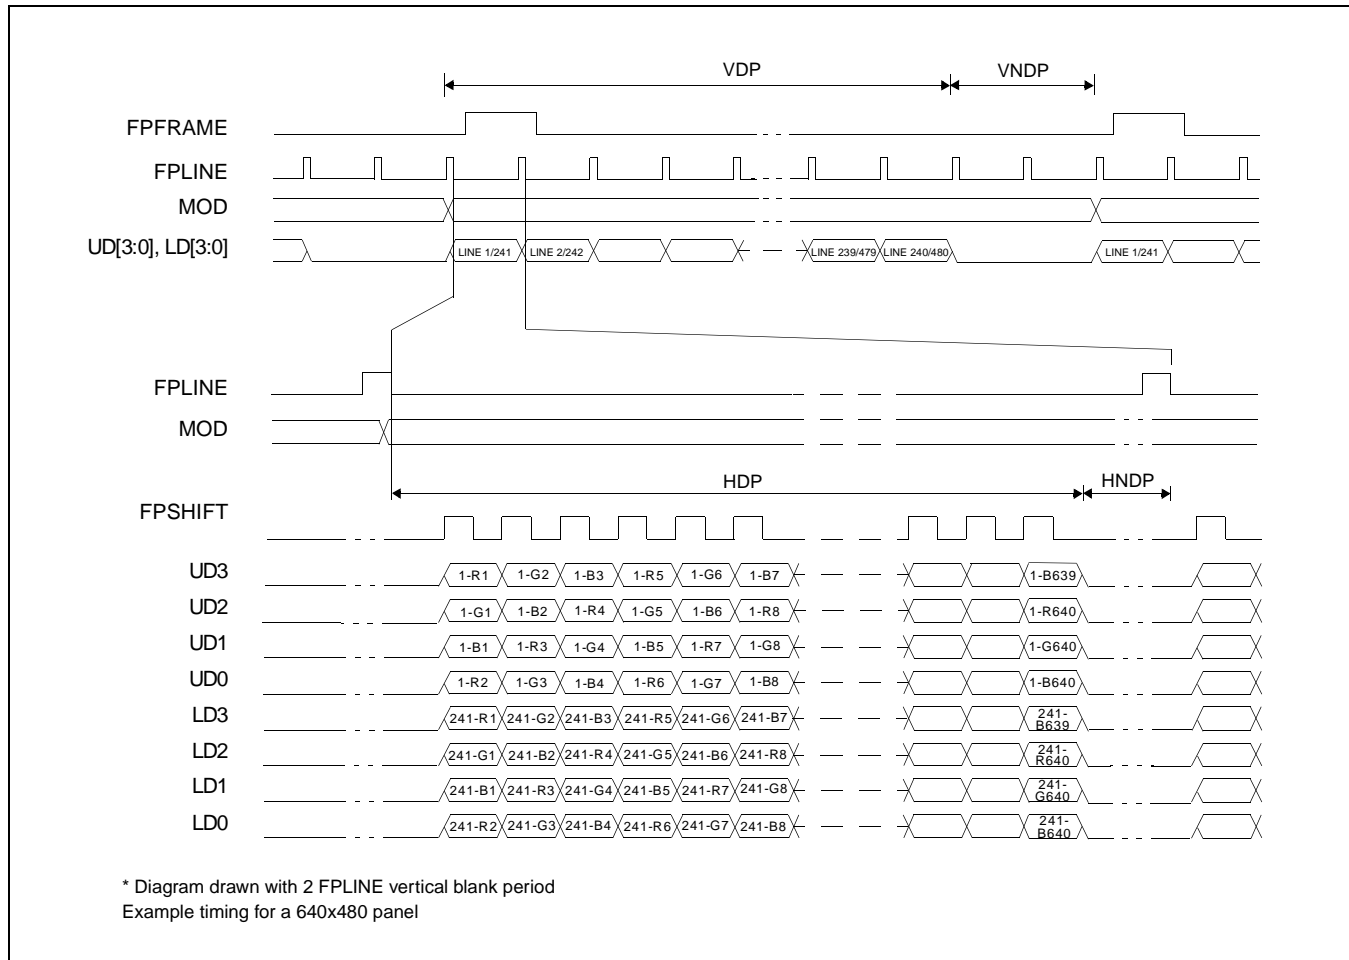 VDP VNDP
FPFRAME
FPLINE
MOD
UD[3:0], LD[3:0] LINE 1/241 LINE 2/242 LINE 239/479 LINE 240/480 LINE 1/241
FPLINE
MOD
HDP HNDP
FPSHIFT
UD3 1-R1 1-G2 1-B3 1-R5 1-G6 1-B7 1-B639
UD2 1-G1 1-B2 1-R4 1-G5 1-B6 1-R8 1-R640
UD1 1-B1 1-R3 1-G4 1-B5 1-R7 1-G8 1-G640
UD0 1-R2 1-G3 1-B4 1-R6 1-G7 1-B8 1-B640
LD3 241-R1 241-G2 241-B3 241-R5 241-G6 241-B7 241-B639
LD2 241-G1 241-B2 241-R4 241-G5 241-B6 241-R8 241-R640
LD1 241-B1 241-R3 241-G4 241-B5 241-R7 241-G8 241-G640
LD0 241-R2 241-G3 241-B4 241-R6 241-G7 241-B8 241-B640
* Diagram drawn with 2 FPLINE vertical blank period
Example timing for a 640x480 panel